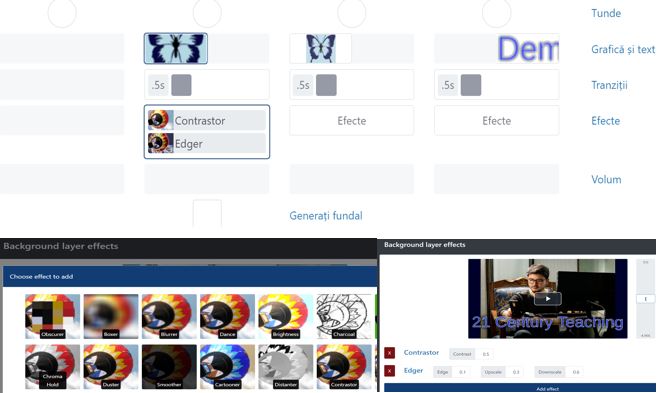 Tunde
Grafică și text
Dem
.5s
.5s
.5s
Tranziții
Contrastor
Edger
Efecte
Efecte
Efecte
Volum
Generați fundal
Background layer effects
Choose effect to add
Obscurer
Boxer
Blurrer
Dance
Brightness
Charcoal
Chroma
Hold
Duster
Smoother
Cartooner
Distanter
Contrastor
Background layer effects
21 Century Teaching
X Contrastor Contrast 0.5
X Edger Edge 0.1 Upscale 0.3 Downscale 0.6
Add effect